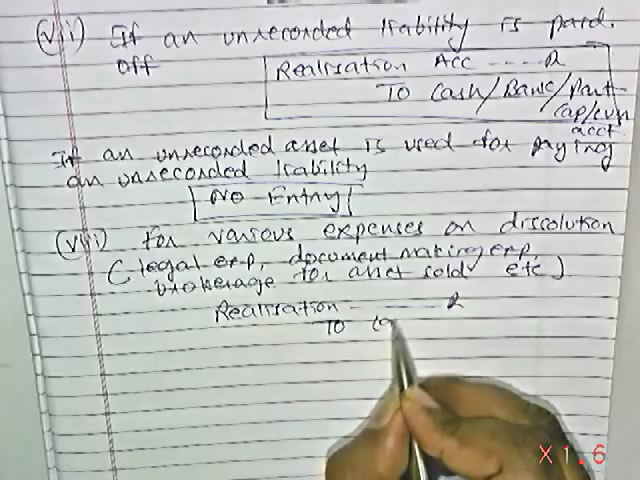 (vii) If an unrecorded liability is paid.
off
Realisation Acc ..... Dr
To Cash/Bank/Part
cap/curr
acct
If an unrecorded asset is used for paying
an unrecorded liability
No Entry
(viii) For various expenses on dissolution
(legal exp, document making exp,
brokerage for asset sold etc)
Realisation ........ Dr
To Ca
X1.6